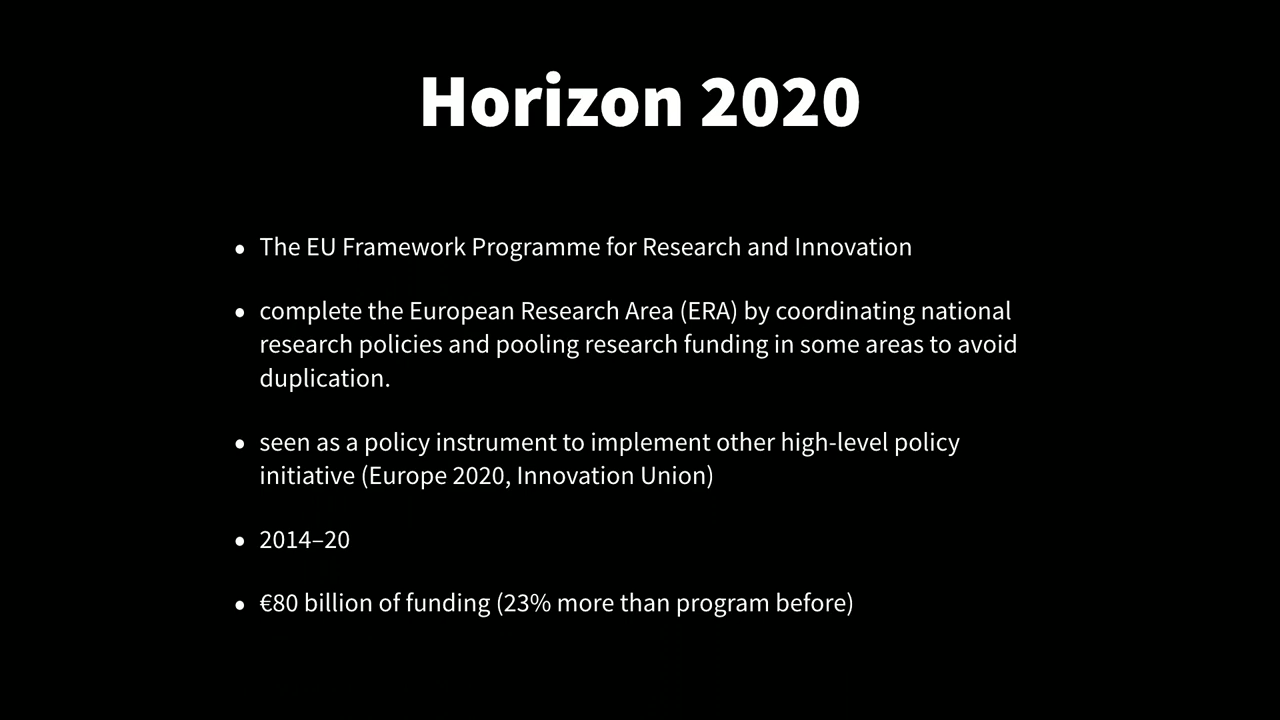 Horizon 2020
• The EU Framework Programme for Research and Innovation
• complete the European Research Area (ERA) by coordinating national
research policies and pooling research funding in some areas to avoid
duplication.
• seen as a policy instrument to implement other high-level policy
initiative (Europe 2020, Innovation Union)
• 2014–20
• €80 billion of funding (23% more than program before)